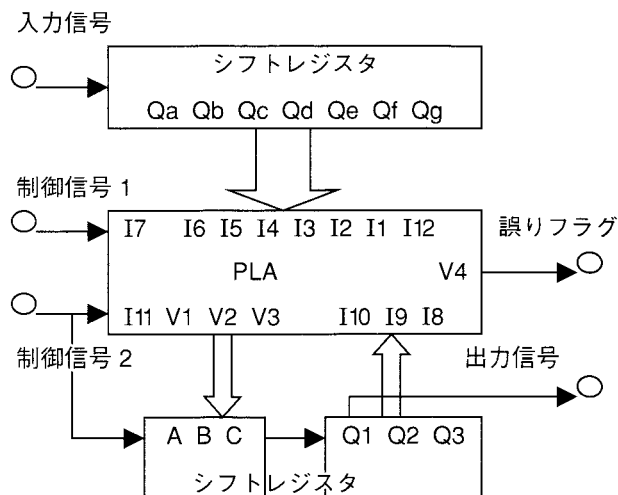 入力信号
シフトレジスタ
Qa Qb Qc Qd Qe Qf Qg
制御信号 1
I7 I6 I5 I4 I3 I2 I1 I12
誤りフラグ
PLA V4
I11 V1 V2 V3 I10 I9 I8
制御信号 2
出力信号
A B C Q1 Q2 Q3
シフトレジスタ